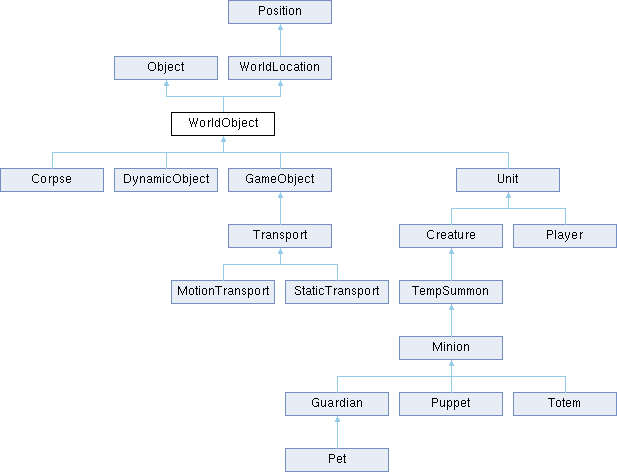 Position
Object
WorldLocation
WorldObject
Corpse
DynamicObject
GameObject
Unit
Transport
Creature
Player
MotionTransport
StaticTransport
TempSummon
Minion
Guardian
Puppet
Totem
Pet